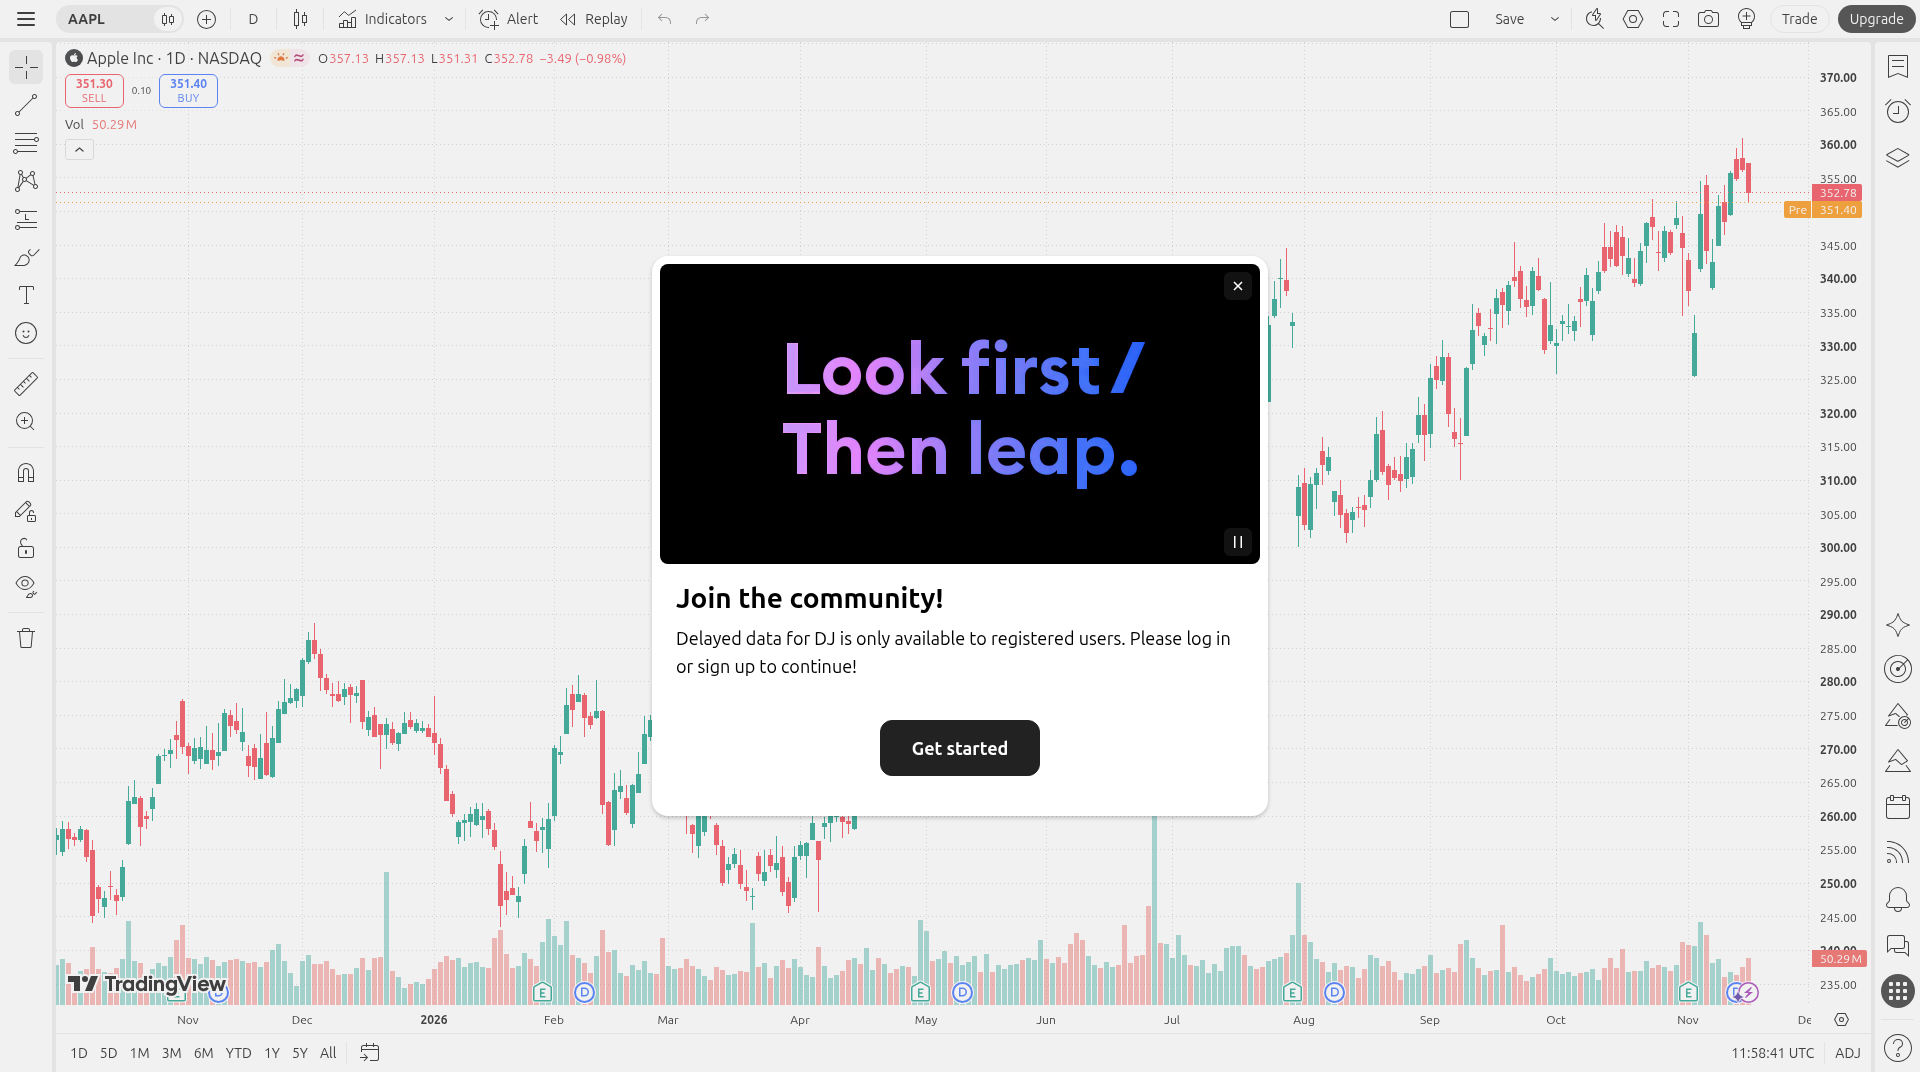 AAPL
D
Indicators
Alert
Replay
Save
Trade
Upgrade
Apple Inc · 1D · NASDAQ
O357.13 H357.13 L351.31 C352.78 −3.49 (−0.98%)
351.30
SELL
0.10
351.40
BUY
Vol 50.29 M
370.00
365.00
360.00
355.00
352.78
Pre 351.40
345.00
340.00
335.00
330.00
325.00
320.00
315.00
310.00
305.00
300.00
295.00
290.00
285.00
280.00
275.00
270.00
265.00
260.00
255.00
250.00
245.00
240.00
50.29 M
235.00
Look first /
Then leap.
Join the community!
Delayed data for DJ is only available to registered users. Please log in
or sign up to continue!
Get started
TradingView
E D E D E D E D E D
Nov Dec 2026 Feb Mar Apr May Jun Jul Aug Sep Oct Nov De
1D 5D 1M 3M 6M YTD 1Y 5Y All
11:58:41 UTC ADJ